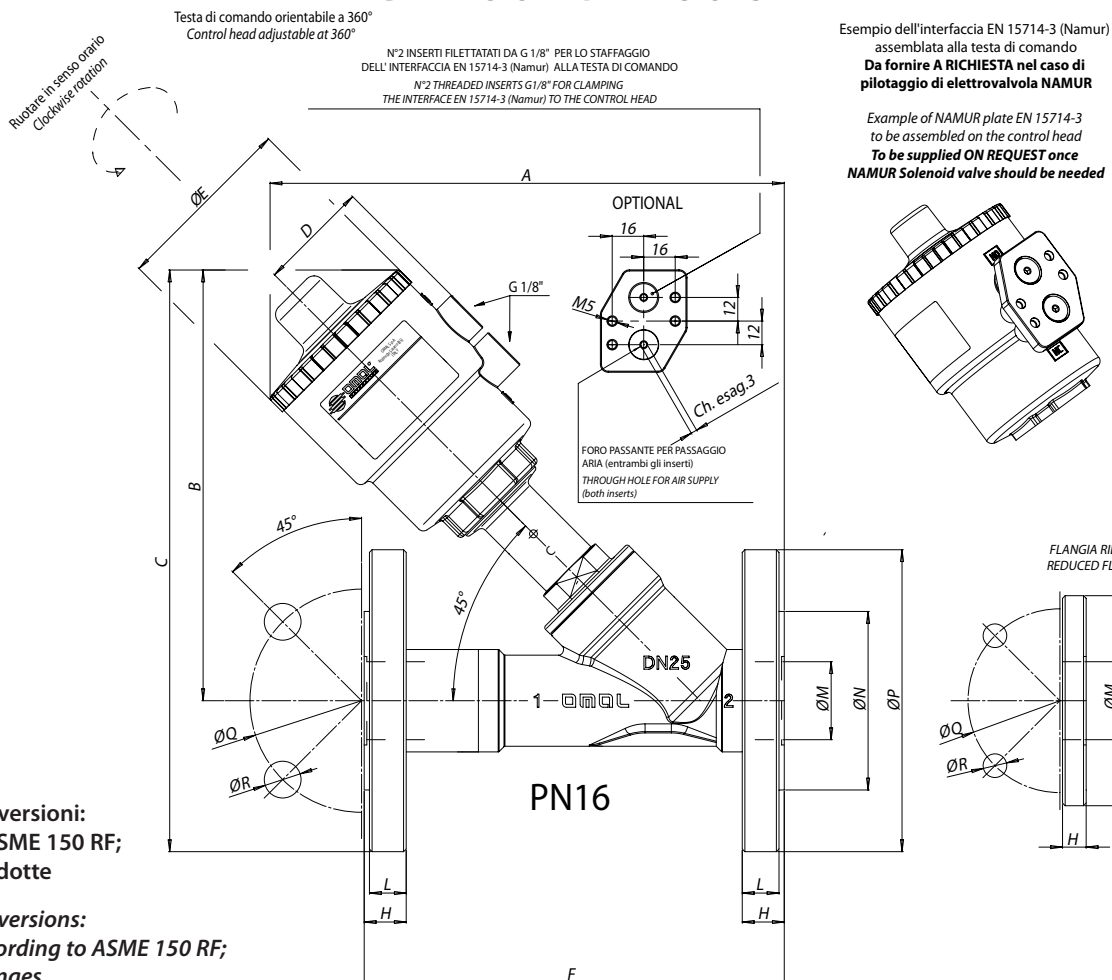 Testa di comando orientabile a 360°
Control head adjustable at 360°
Ruotare in senso orario
Clockwise rotation
N°2 INSERTI FILETTATATI DA G 1/8" PER LO STAFFAGGIO
DELL' INTERFACCIA EN 15714-3 (Namur) ALLA TESTA DI COMANDO
N°2 THREADED INSERTS G1/8" FOR CLAMPING
THE INTERFACE EN 15714-3 (Namur) TO THE CONTROL HEAD
Esempio dell'interfaccia EN 15714-3 (Namur)
assemblata alla testa di comando
Da fornire A RICHIESTA nel caso di
pilotaggio di elettrovalvola NAMUR
Example of NAMUR plate EN 15714-3
to be assembled on the control head
To be supplied ON REQUEST once
NAMUR Solenoid valve should be needed
A
ØE
D
OPTIONAL
16
16
G 1/8"
M5
12
12
Ch. esag.3
OMAL
FORO PASSANTE PER PASSAGGIO
ARIA (entrambi gli inserti)
THROUGH HOLE FOR AIR SUPPLY
(both inserts)
B
C
45°
45°
DN25
1 OMAL 2
ØM
ØN
ØP
ØQ
ØR
PN16
L
H
L
H
F
FLANGIA RI
REDUCED FL
ØQ
ØR
ØM
H
versioni:
SME 150 RF;
dotte
versions:
ording to ASME 150 RF;
nges